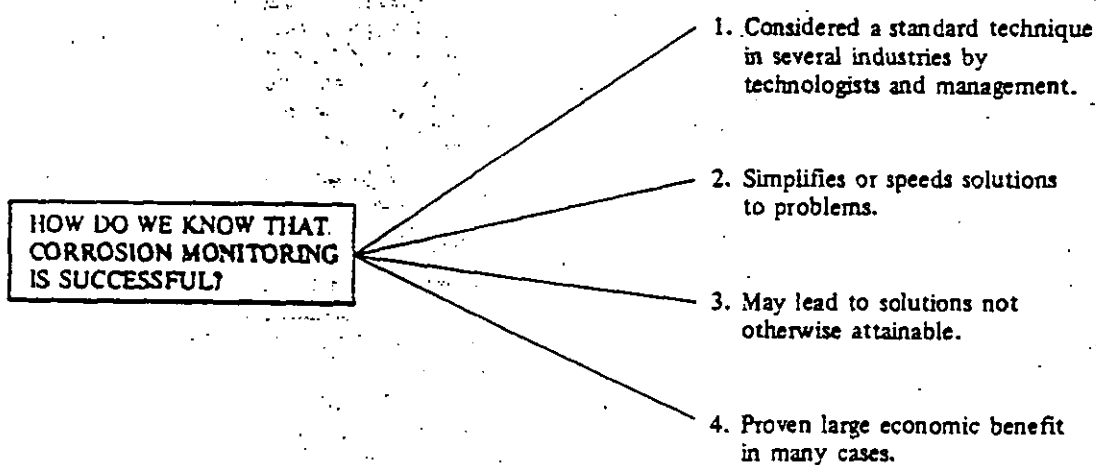 HOW DO WE KNOW THAT
CORROSION MONITORING
IS SUCCESSFUL?
1. Considered a standard technique
in several industries by
technologists and management.
2. Simplifies or speeds solutions
to problems.
3. May lead to solutions not
otherwise attainable.
4. Proven large economic benefit
in many cases.